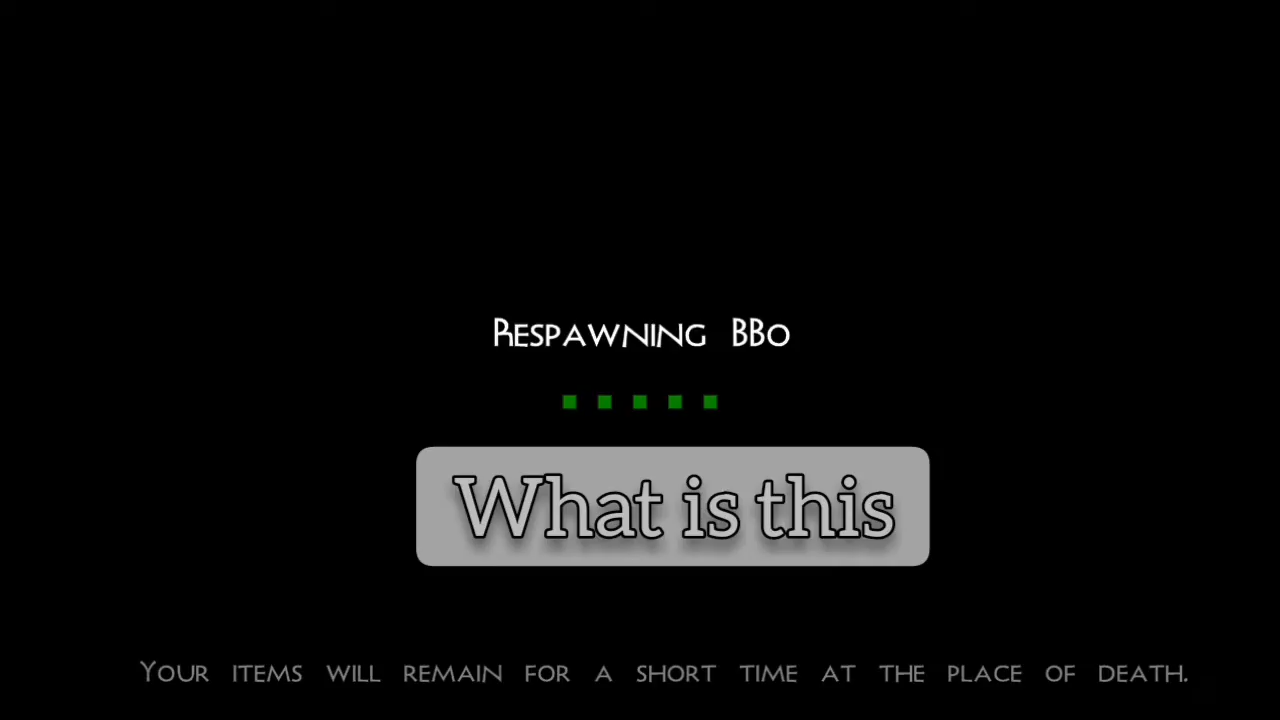 Respawning BBo
What is this
Your items will remain for a short time at the place of death.